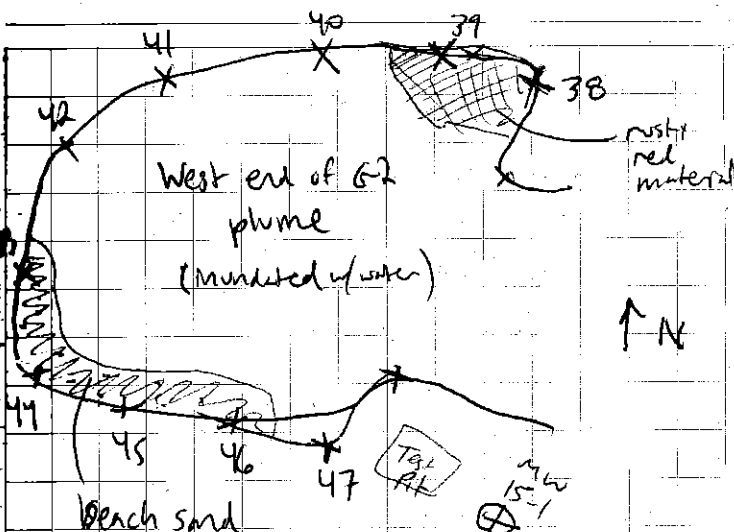 40
39
41
38
42
rusty
red
material
West end of G-2
plume
(inundated w/ water)
N
44
45
46
47
Test
Pit
MW
15-1
beach sand